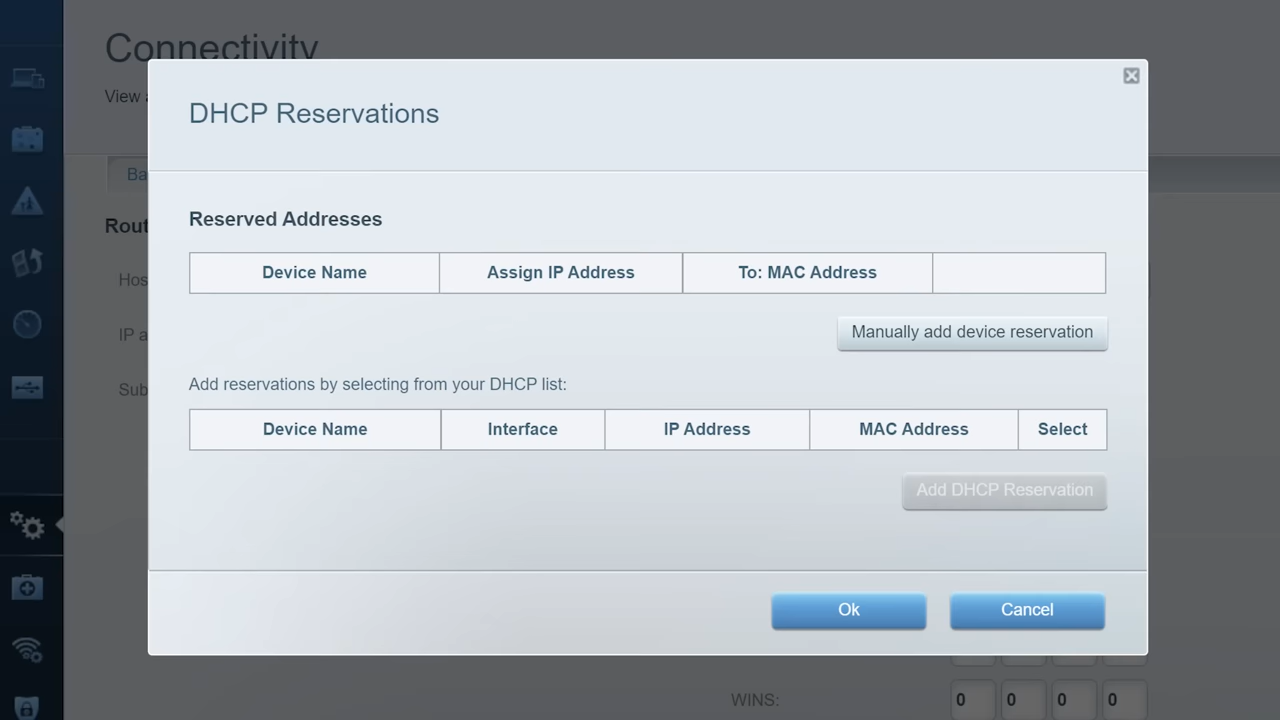 Connectivity
View
DHCP Reservations
Ba
Rout
Reserved Addresses
Device Name Assign IP Address To: MAC Address
Hos
Manually add device reservation
IP a
Sub
Add reservations by selecting from your DHCP list:
Device Name Interface IP Address MAC Address Select
Add DHCP Reservation
Ok Cancel
WINS: 0 0 0 0